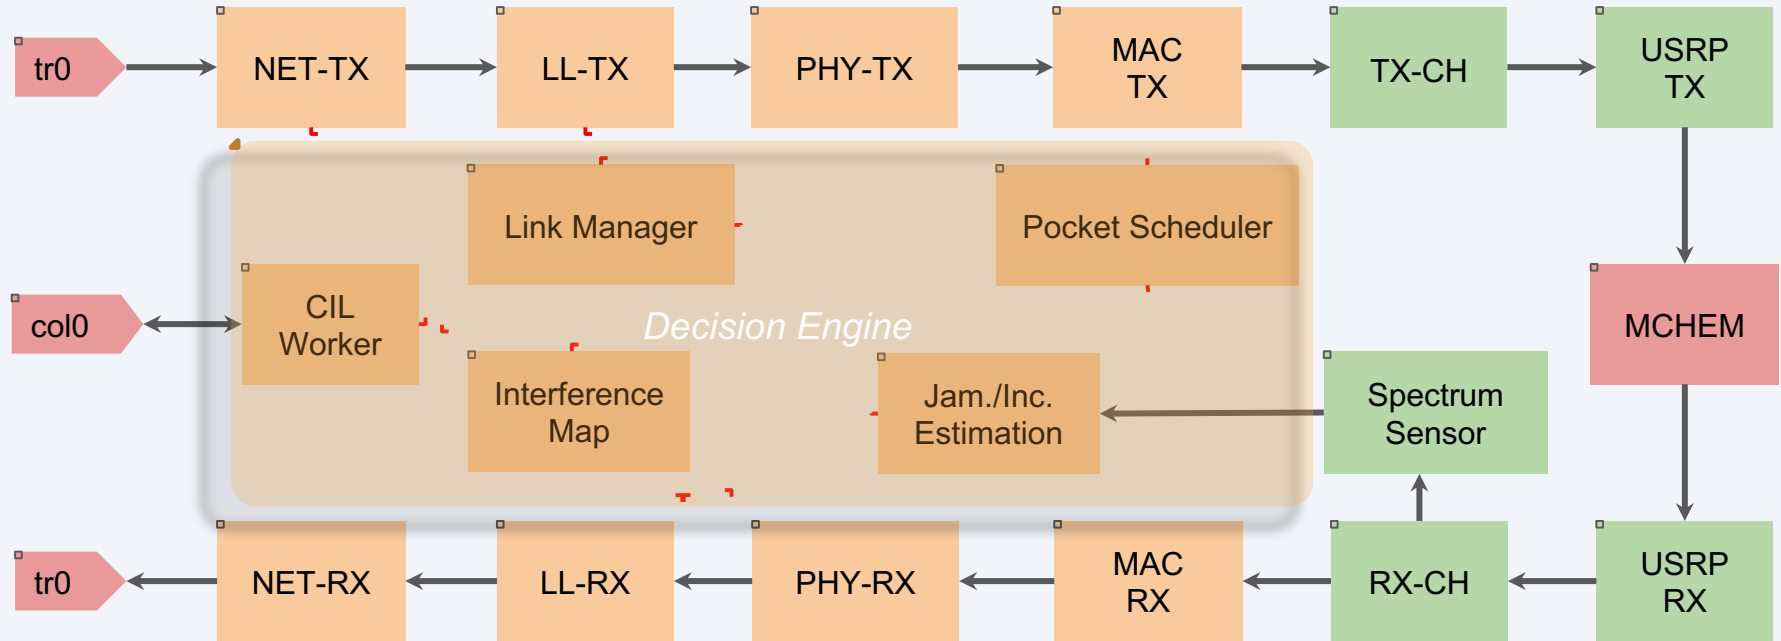 tr0
NET-TX
LL-TX
PHY-TX
MAC
TX
TX-CH
USRP
TX
Link Manager
Pocket Scheduler
col0
CIL
Worker
Decision Engine
MCHEM
Interference
Map
Jam./Inc.
Estimation
Spectrum
Sensor
tr0
NET-RX
LL-RX
PHY-RX
MAC
RX
RX-CH
USRP
RX